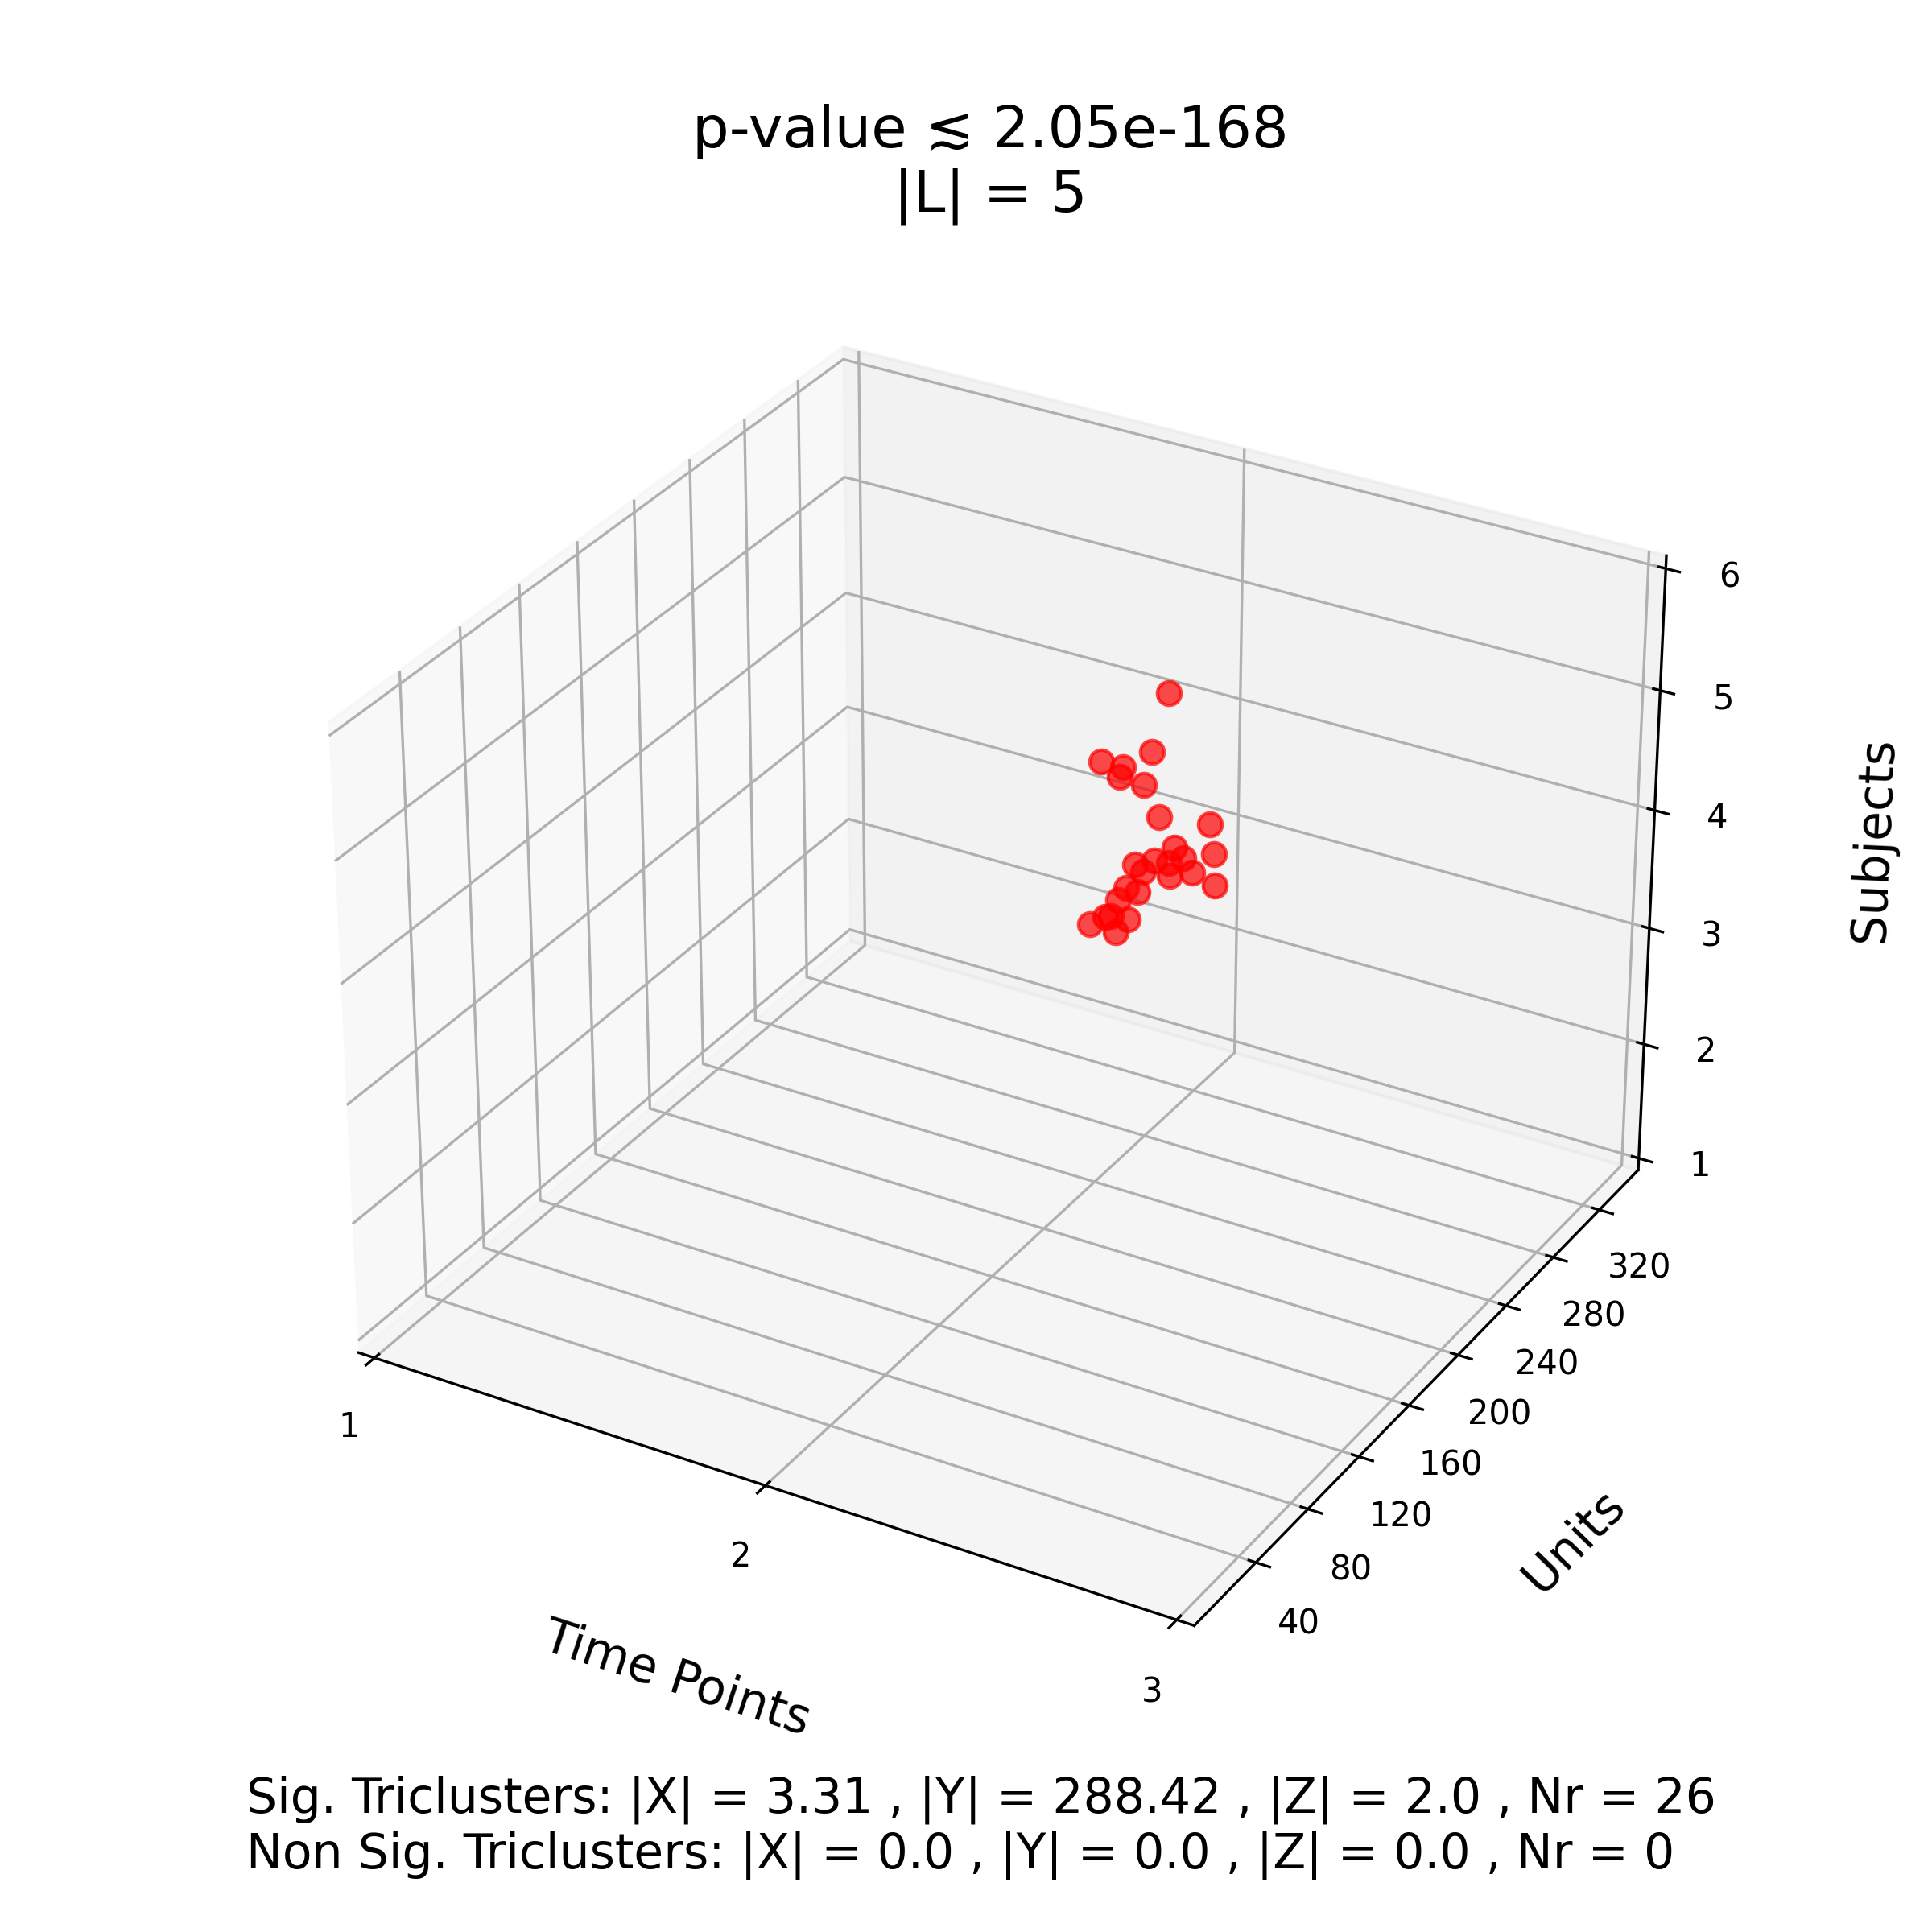 p-value ≲ 2.05e-168
|L| = 5
6
5
4
3
2
1
Subjects
320
280
240
200
160
120
80
40
Units
1
2
3
Time Points
Sig. Triclusters: |X| = 3.31 , |Y| = 288.42 , |Z| = 2.0 , Nr = 26
Non Sig. Triclusters: |X| = 0.0 , |Y| = 0.0 , |Z| = 0.0 , Nr = 0